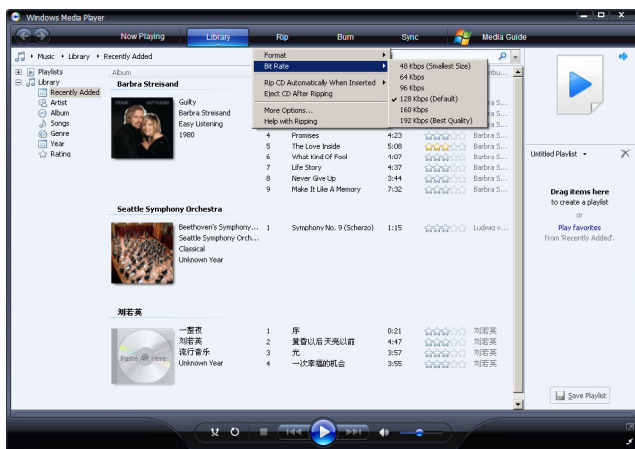 Windows Media Player
Now Playing Library Rip Burn Sync Media Guide
Music Library Recently Added
Format
Bit Rate
Rip CD Automatically When Inserted
Eject CD After Ripping
More Options...
Help with Ripping
48 Kbps (Smallest Size)
64 Kbps
96 Kbps
128 Kbps (Default)
160 Kbps
192 Kbps (Best Quality)
Playlists
Library
Recently Added
Artist
Album
Songs
Genre
Year
Rating
Album
Barbra Streisand
Guilty
Barbra Streisand
Easy Listening
1980
4 Promises 4:23 Barbra S...
5 The Love Inside 5:08 Barbra S...
6 What Kind Of Fool 4:07 Barbra S...
7 Life Story 4:37 Barbra S...
8 Never Give Up 3:44 Barbra S...
9 Make It Like A Memory 7:32 Barbra S...
Seattle Symphony Orchestra
Beethoven's Symphony... 1 Symphony No. 9 (Scherzo) 1:15 Ludwig v...
Seattle Symphony Orch...
Classical
Unknown Year
刘若英
Paste Art Here
一整夜 1 序 0:21 刘若英
刘若英 2 黄昏以后 天亮以前 4:47 刘若英
流行音乐 3 光 3:57 刘若英
Unknown Year 4 一次幸福的机会 3:55 刘若英
Untitled Playlist
Drag items here
to create a playlist
or
Play favorites
from 'Recently Added'.
Save Playlist